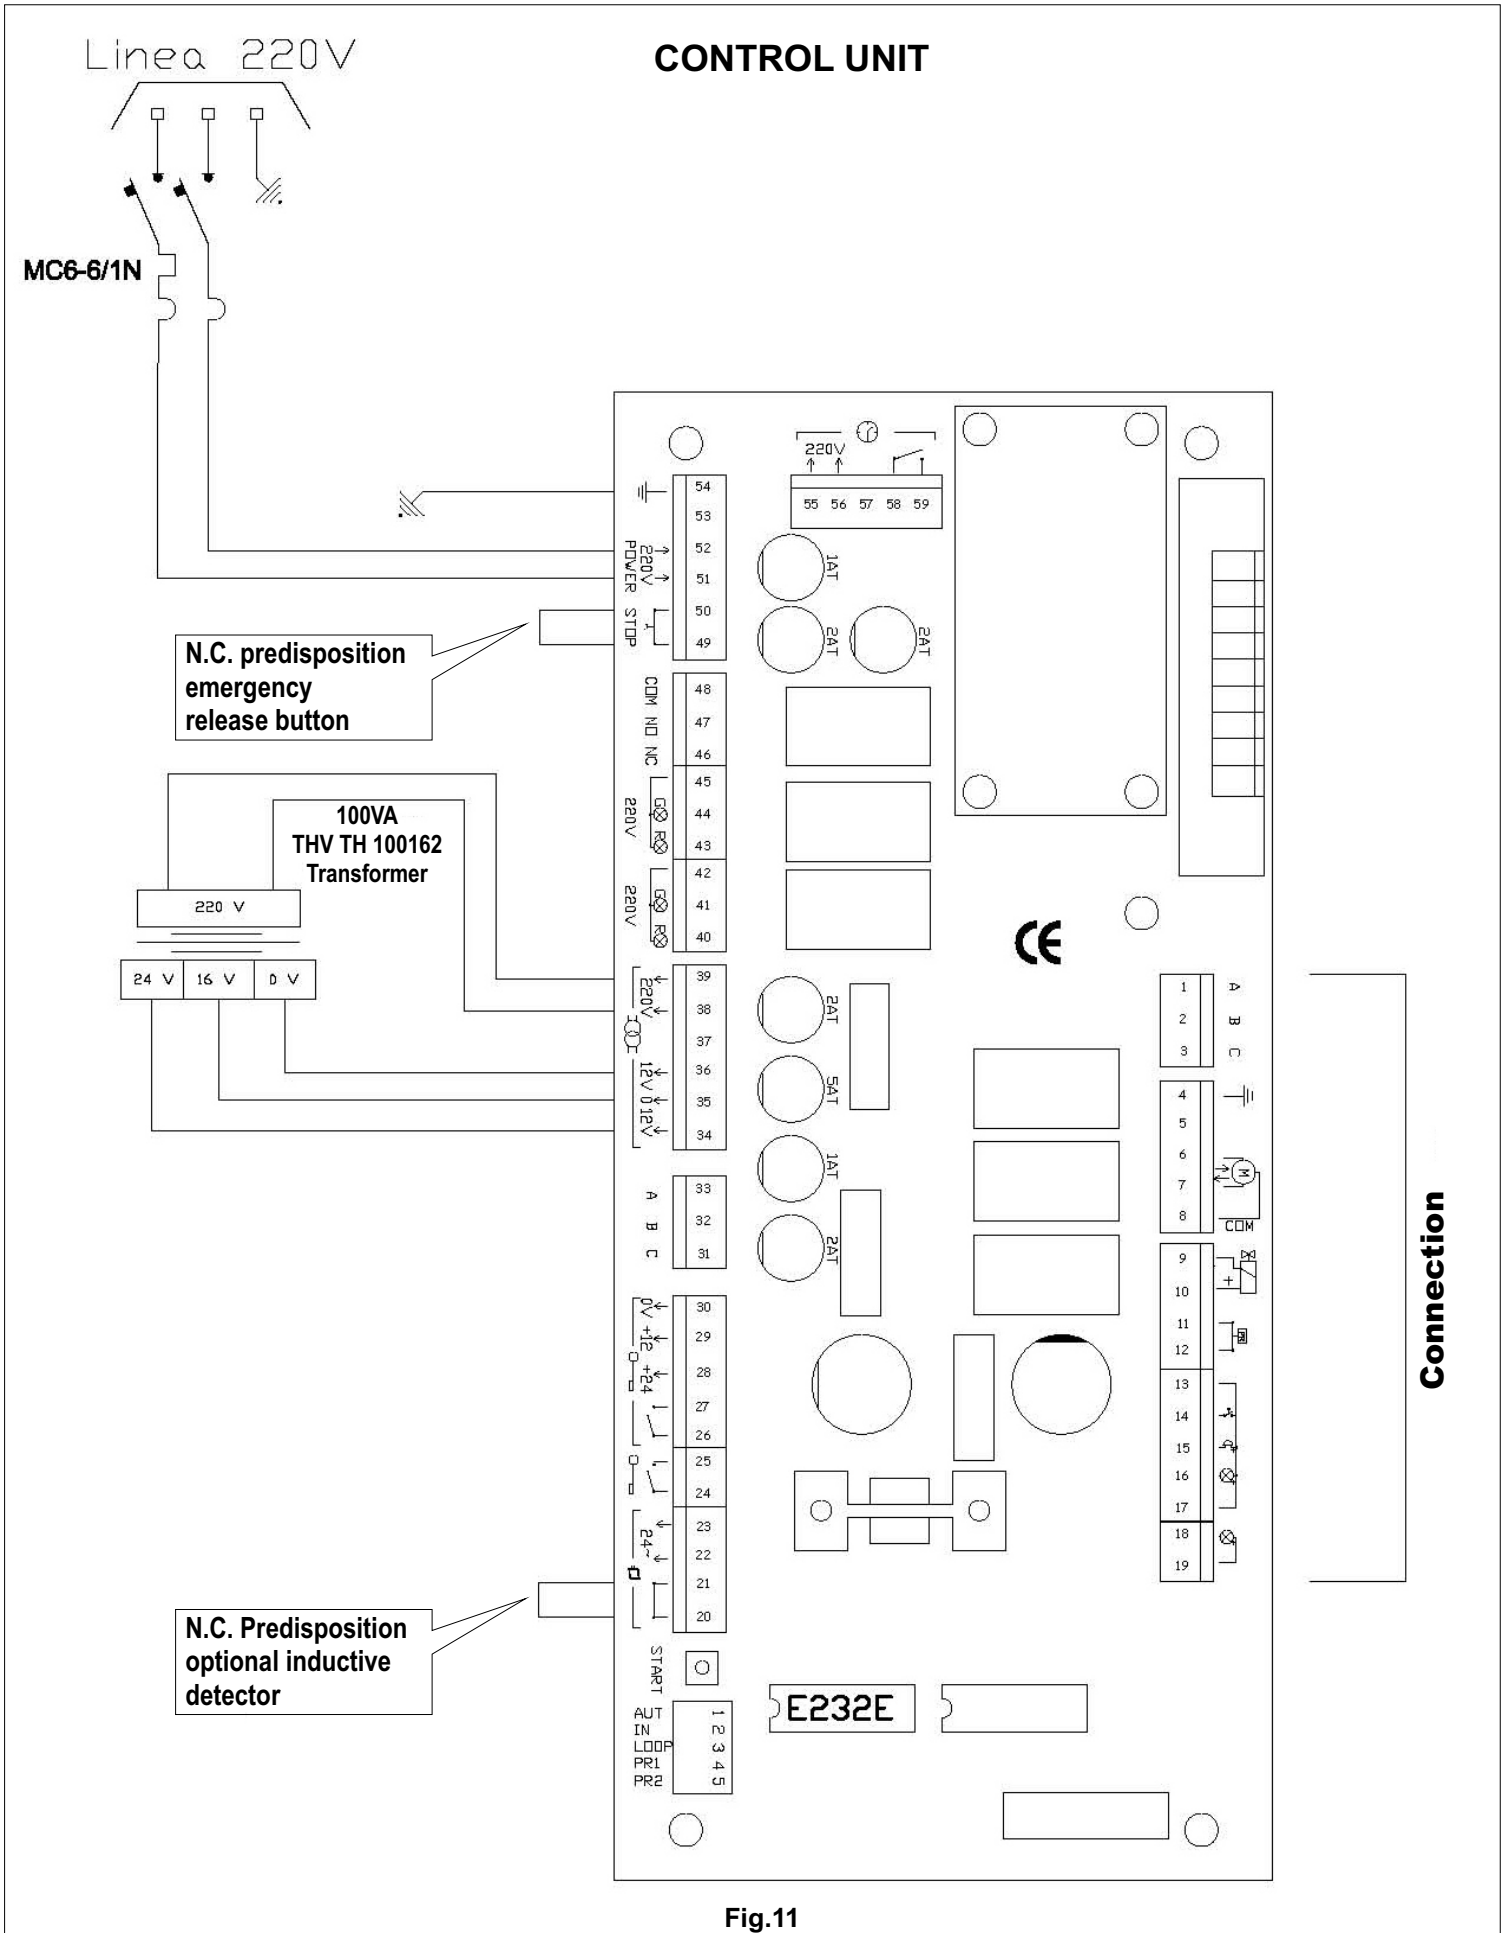 Linea 220V
CONTROL UNIT
MC6-6/1N
220V
55 56 57 58 59
54
53
52
51
220V
POWER
50
49
STOP
1AT
2AT
2AT
N.C. predisposition
emergency
release button
48
47
46
COM NO NC
45
44
43
220V
G R
42
41
40
220V
G R
100VA
THV TH 100162
Transformer
220 V
24 V
16 V
0 V
39
38
37
36
35
34
220V
12V 0 12V
2AT
5AT
1AT
2AT
33
32
31
A
B
C
30
29
28
27
26
0V +12 +24
25
24
23
22
21
20
24~
N.C. Predisposition
optional inductive
detector
START
AUT 1
IN 2
LOOP 3
PR1 4
PR2 5
E232E
CE
1 A
2 B
3 C
4
5
6
7
8
M
COM
9
10
+
11
12
PR
13
14
15
16
17
18
19
Connection
Fig.11